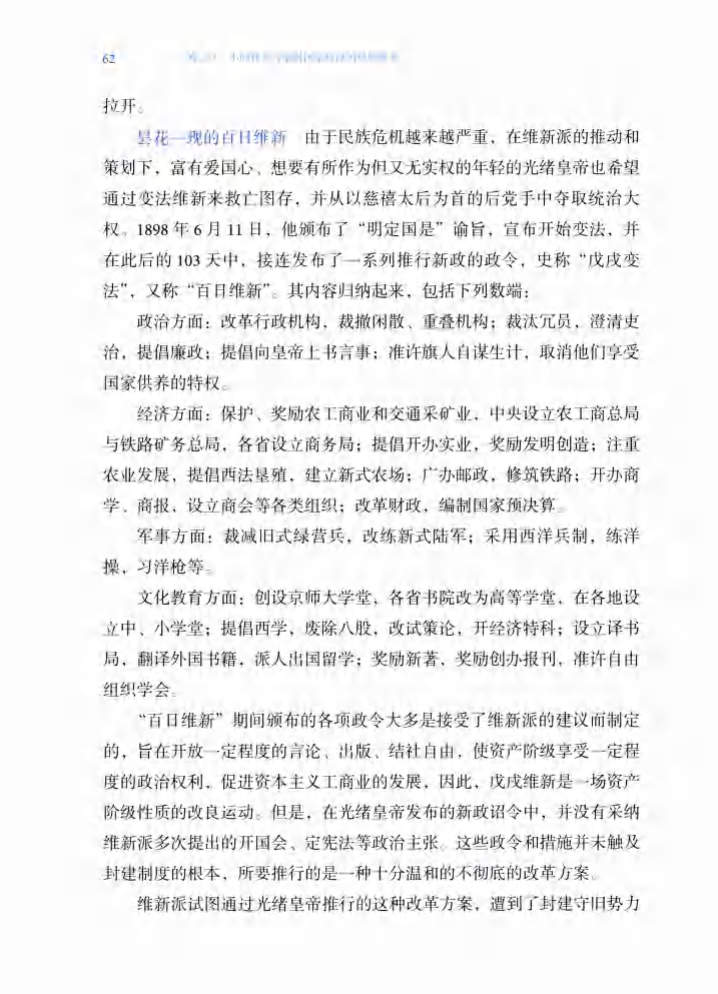 62
拉开。
昙花一现的百日维新 由于民族危机越来越严重，在维新派的推动和
策划下，富有爱国心、想要有所作为但又无实权的年轻的光绪皇帝也希望
通过变法维新来救亡图存，并从以慈禧太后为首的后党手中夺取统治大
权。1898 年 6 月 11 日，他颁布了“明定国是”谕旨，宣布开始变法，并
在此后的 103 天中，接连发布了一系列推行新政的政令，史称“戊戌变
法”，又称“百日维新”。其内容归纳起来，包括下列数端：
政治方面：改革行政机构，裁撤闲散、重叠机构；裁汰冗员，澄清吏
治，提倡廉政；提倡向皇帝上书言事；准许旗人自谋生计，取消他们享受
国家供养的特权。
经济方面：保护、奖励农工商业和交通采矿业，中央设立农工商总局
与铁路矿务总局，各省设立商务局；提倡开办实业，奖励发明创造；注重
农业发展，提倡西法垦殖，建立新式农场；广办邮政，修筑铁路；开办商
学、商报，设立商会等各类组织；改革财政，编制国家预决算。
军事方面：裁减旧式绿营兵，改练新式陆军；采用西洋兵制，练洋
操，习洋枪等。
文化教育方面：创设京师大学堂，各省书院改为高等学堂，在各地设
立中、小学堂；提倡西学，废除八股，改试策论，开经济特科；设立译书
局，翻译外国书籍，派人出国留学；奖励新著，奖励创办报刊，准许自由
组织学会。
“百日维新”期间颁布的各项政令大多是接受了维新派的建议而制定
的，旨在开放一定程度的言论、出版、结社自由，使资产阶级享受一定程
度的政治权利，促进资本主义工商业的发展，因此，戊戌维新是一场资产
阶级性质的改良运动。但是，在光绪皇帝发布的新政诏令中，并没有采纳
维新派多次提出的开国会、定宪法等政治主张。这些政令和措施并未触及
封建制度的根本，所要推行的是一种十分温和的不彻底的改革方案。
维新派试图通过光绪皇帝推行的这种改革方案，遭到了封建守旧势力